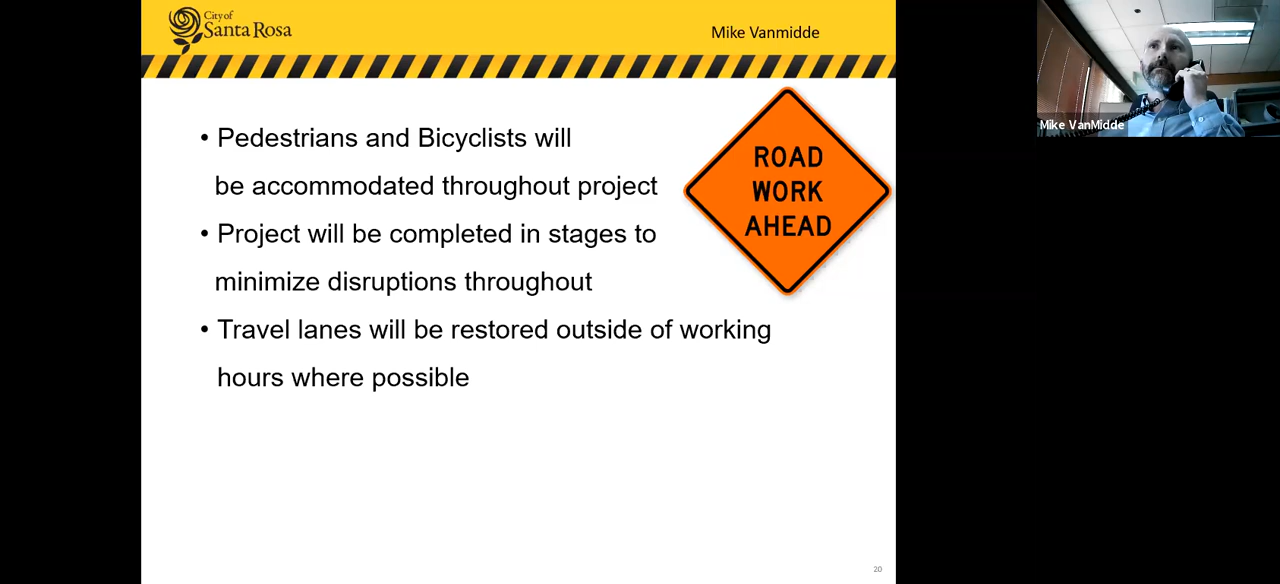 City of
Santa Rosa
Mike Vanmidde
• Pedestrians and Bicyclists will
be accommodated throughout project
• Project will be completed in stages to
minimize disruptions throughout
• Travel lanes will be restored outside of working
hours where possible
ROAD
WORK
AHEAD
20
Mike VanMidde